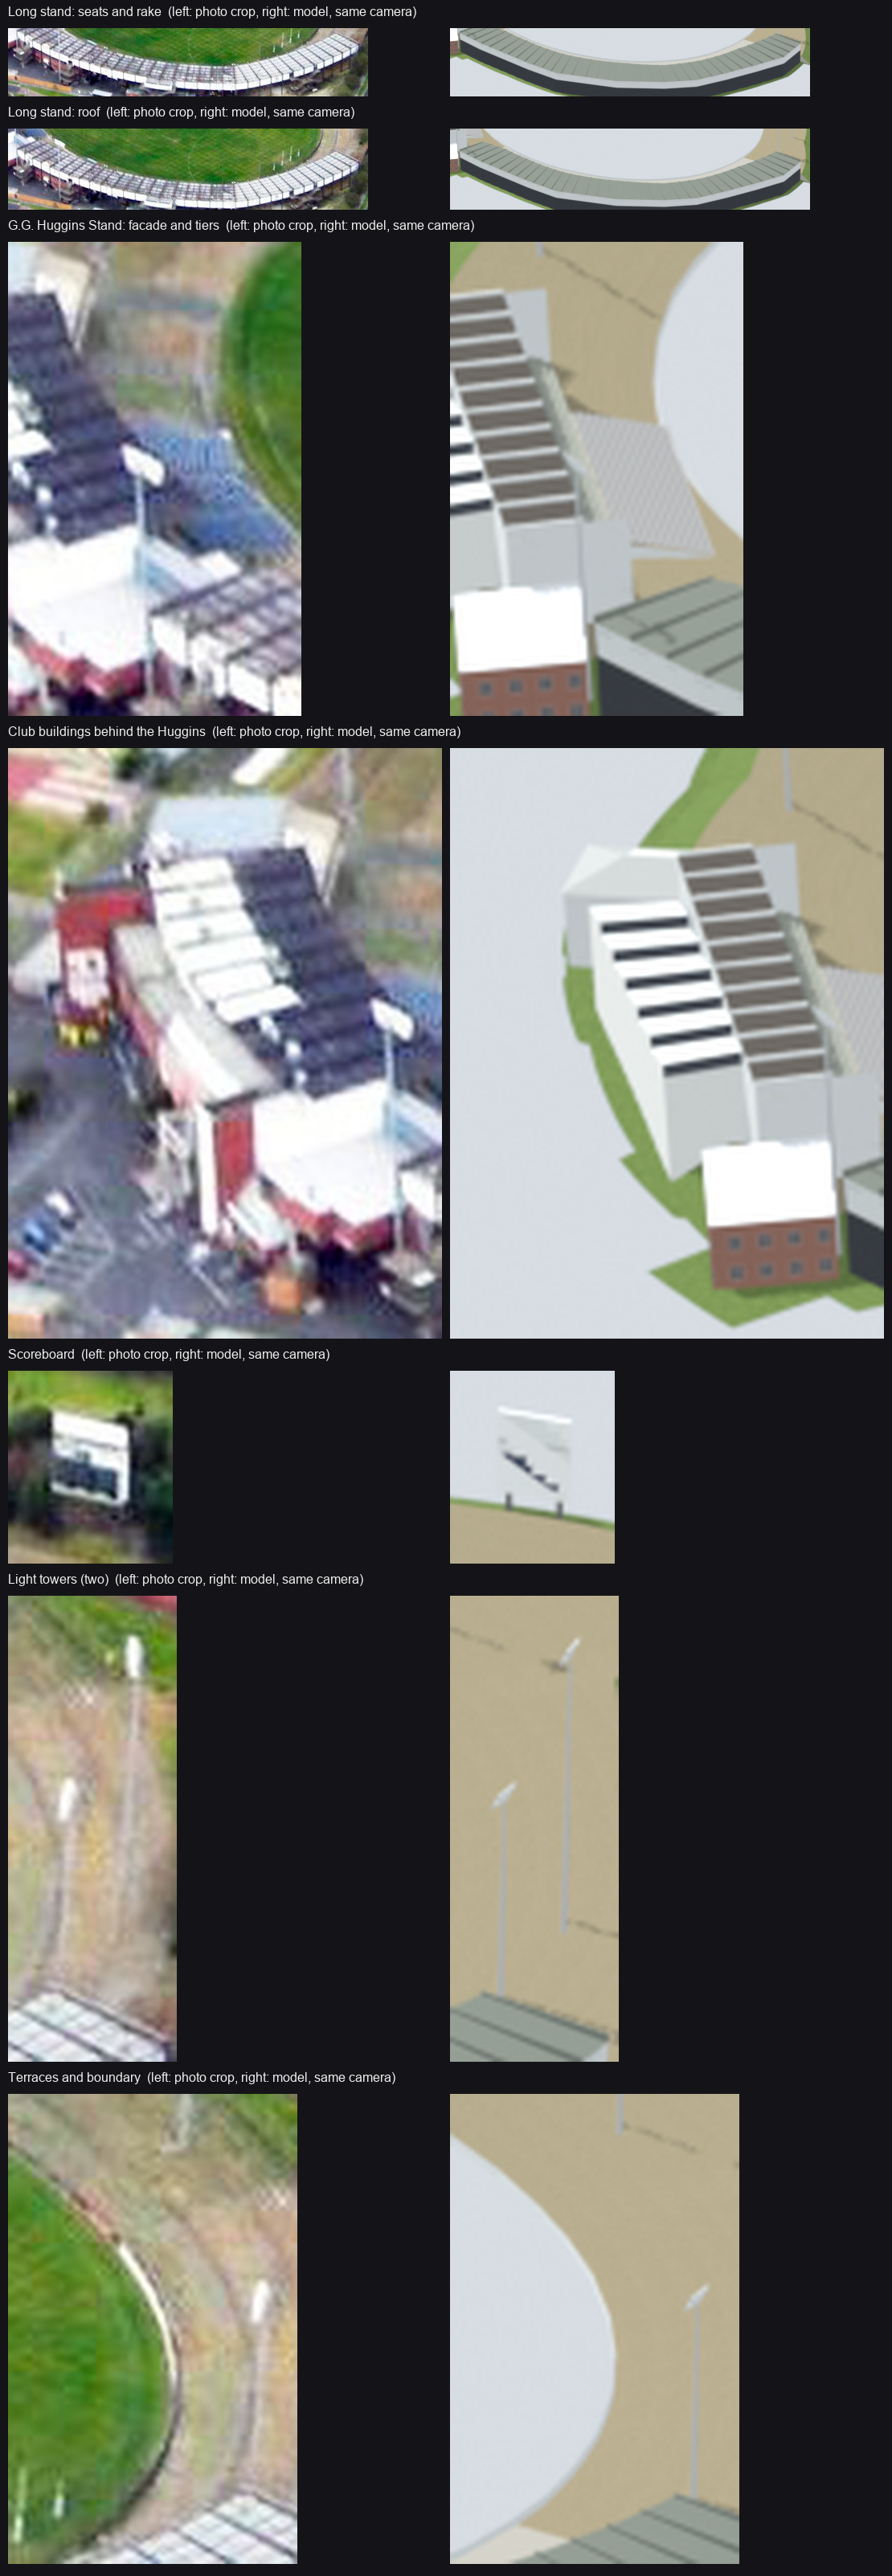 Long stand: seats and rake (left: photo crop, right: model, same camera)
Long stand: roof (left: photo crop, right: model, same camera)
G.G. Huggins Stand: facade and tiers (left: photo crop, right: model, same camera)
Club buildings behind the Huggins (left: photo crop, right: model, same camera)
Scoreboard (left: photo crop, right: model, same camera)
Light towers (two) (left: photo crop, right: model, same camera)
Terraces and boundary (left: photo crop, right: model, same camera)